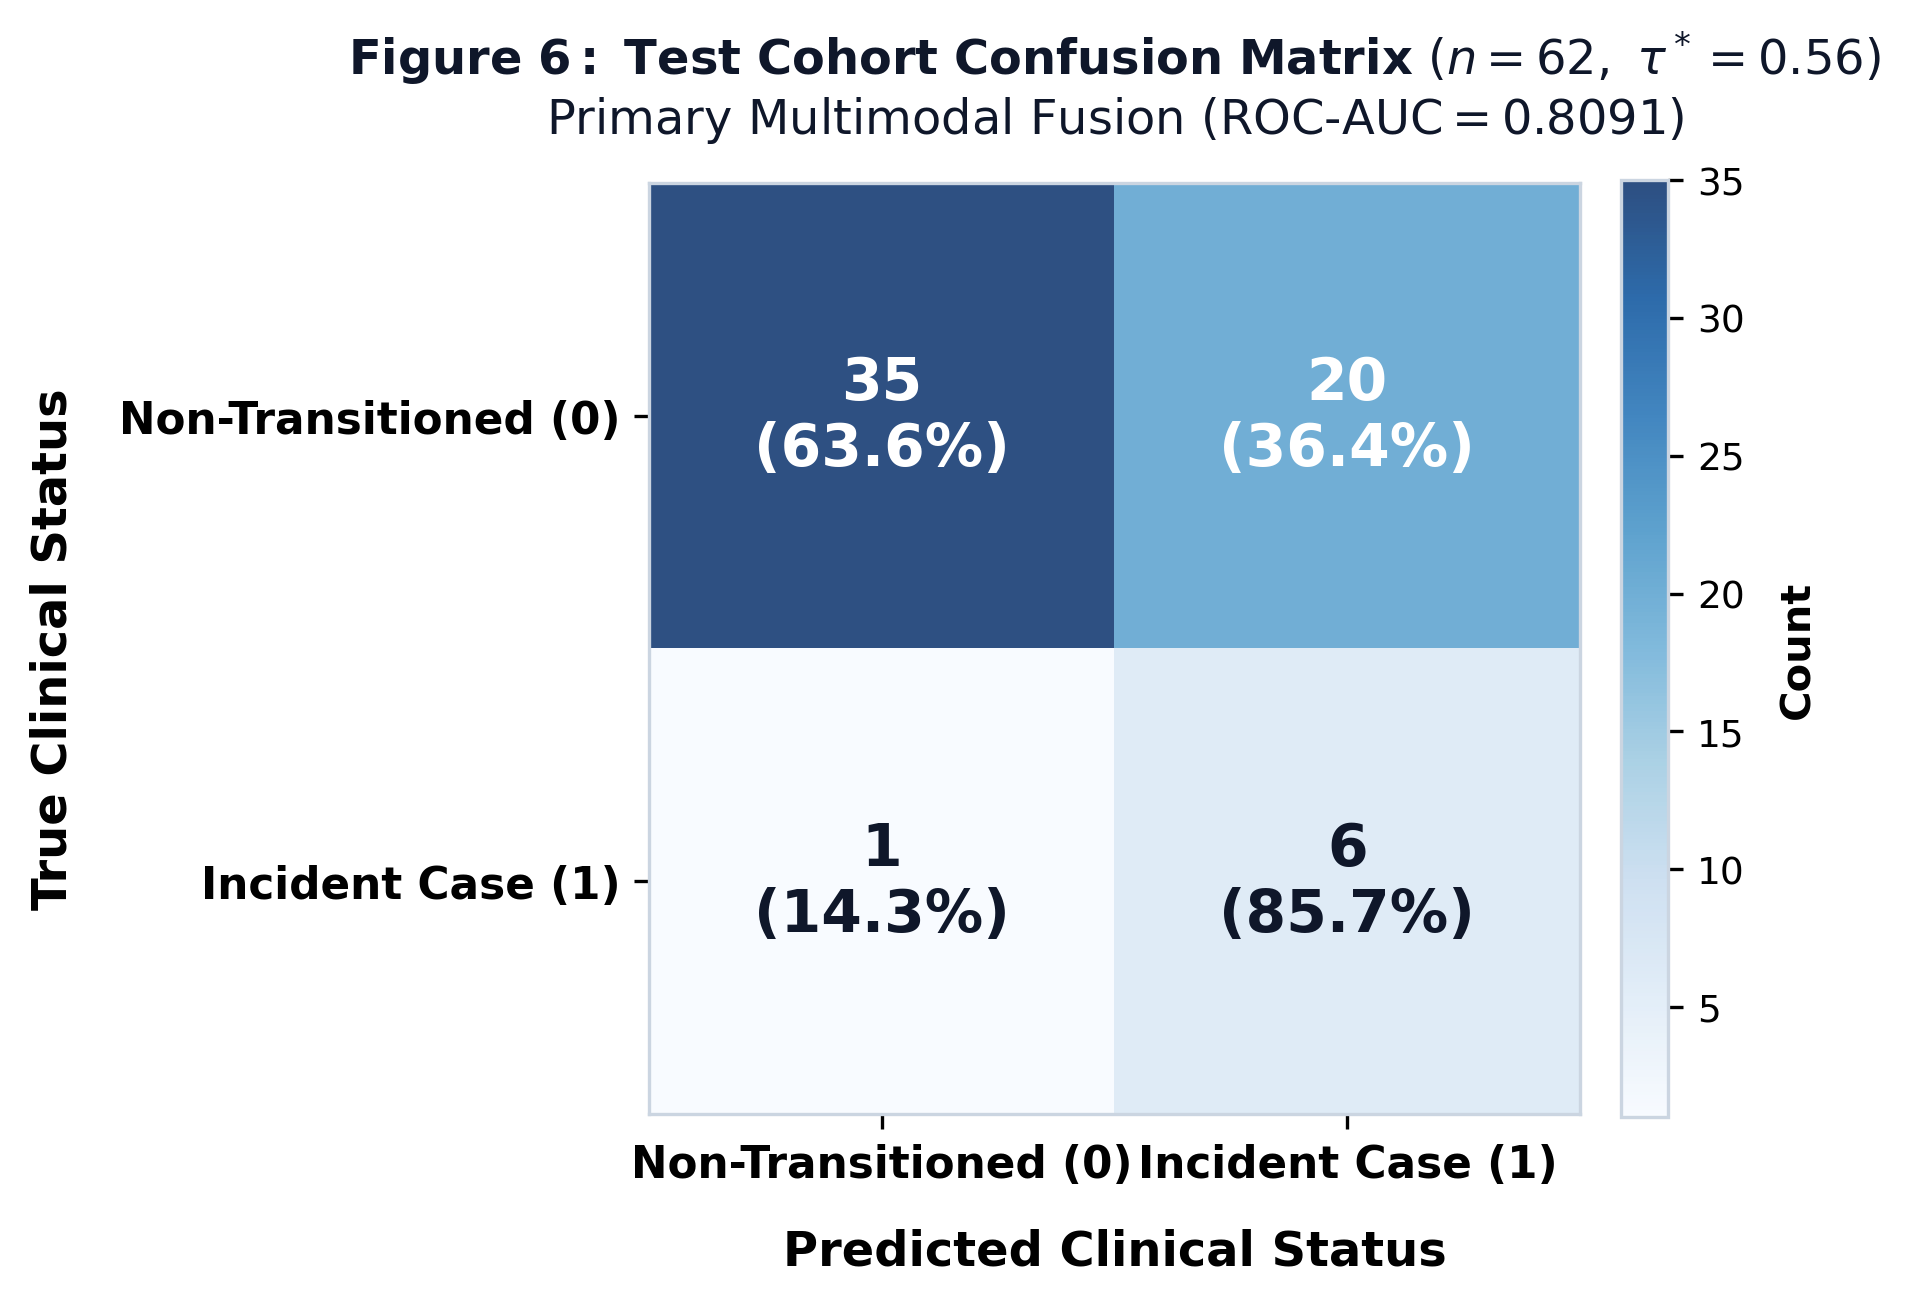 Figure 6: Test Cohort Confusion Matrix (n = 62, τ* = 0.56)
Primary Multimodal Fusion (ROC-AUC = 0.8091)
True Clinical Status
Non-Transitioned (0)
35
(63.6%)
20
(36.4%)
Incident Case (1)
1
(14.3%)
6
(85.7%)
Non-Transitioned (0)
Incident Case (1)
Predicted Clinical Status
35
30
25
20
15
10
5
Count